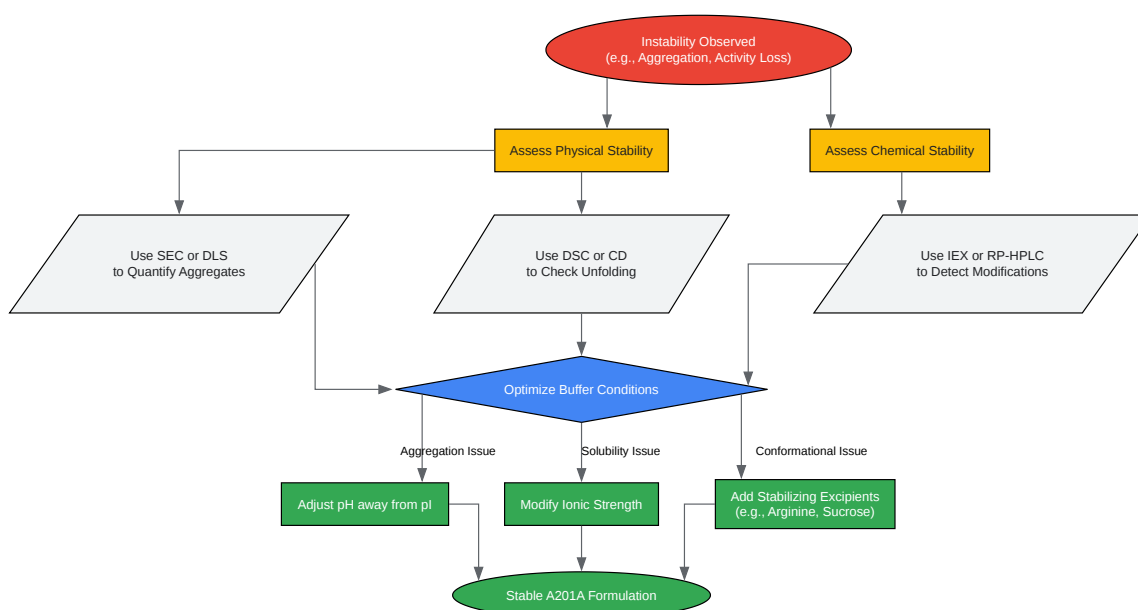 Instability Observed
(e.g., Aggregation, Activity Loss)
Assess Physical Stability
Assess Chemical Stability
Use SEC or DLS
to Quantify Aggregates
Use DSC or CD
to Check Unfolding
Use IEX or RP-HPLC
to Detect Modifications
Optimize Buffer Conditions
Aggregation Issue
Solubility Issue
Conformational Issue
Adjust pH away from pI
Modify Ionic Strength
Add Stabilizing Excipients
(e.g., Arginine, Sucrose)
Stable A201A Formulation